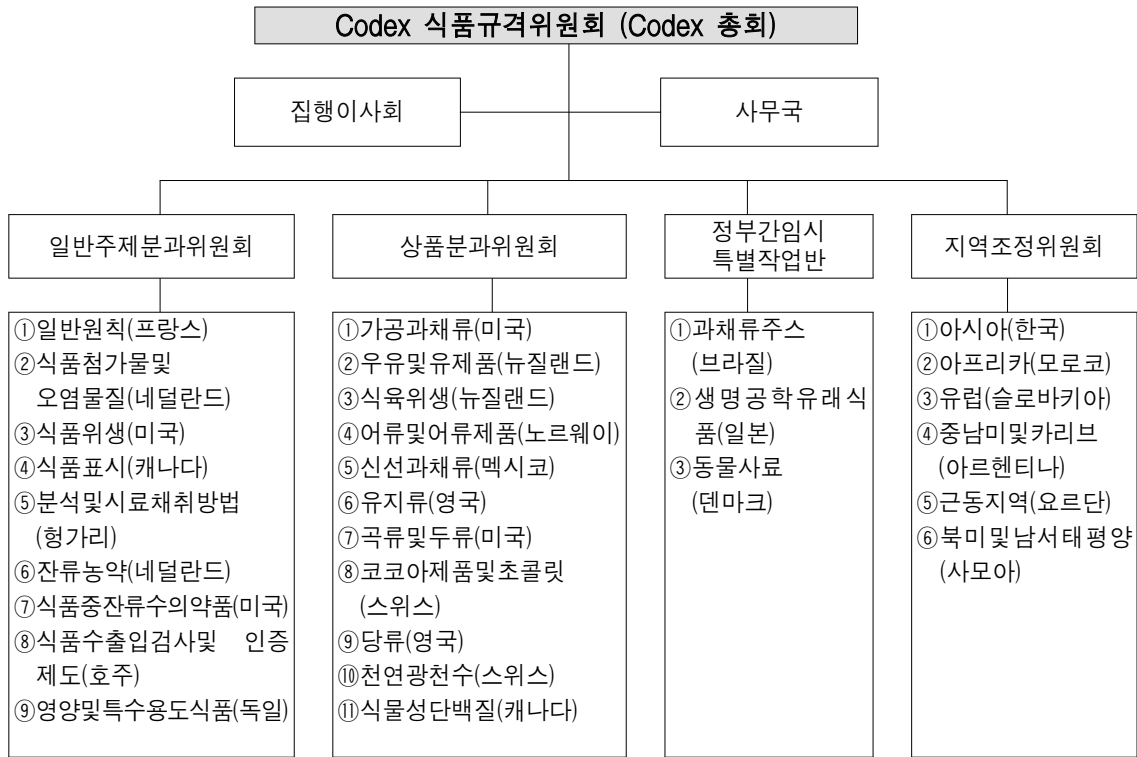 Codex 식품규격위원회 (Codex 총회)
집행이사회
사무국
일반주제분과위원회
①일반원칙(프랑스)
②식품첨가물및
오염물질(네덜란드)
③식품위생(미국)
④식품표시(캐나다)
⑤분석및시료채취방법
(헝가리)
⑥잔류농약(네덜란드)
⑦식품중잔류수의약품(미국)
⑧식품수출입검사및 인증
제도(호주)
⑨영양및특수용도식품(독일)
상품분과위원회
①가공과채류(미국)
②우유및유제품(뉴질랜드)
③식육위생(뉴질랜드)
④어류및어류제품(노르웨이)
⑤신선과채류(멕시코)
⑥유지류(영국)
⑦곡류및두류(미국)
⑧코코아제품및초콜릿
(스위스)
⑨당류(영국)
⑩천연광천수(스위스)
⑪식물성단백질(캐나다)
정부간임시
특별작업반
①과채류주스
(브라질)
②생명공학유래식
품(일본)
③동물사료
(덴마크)
지역조정위원회
①아시아(한국)
②아프리카(모로코)
③유럽(슬로바키아)
④중남미및카리브
(아르헨티나)
⑤근동지역(요르단)
⑥북미및남서태평양
(사모아)